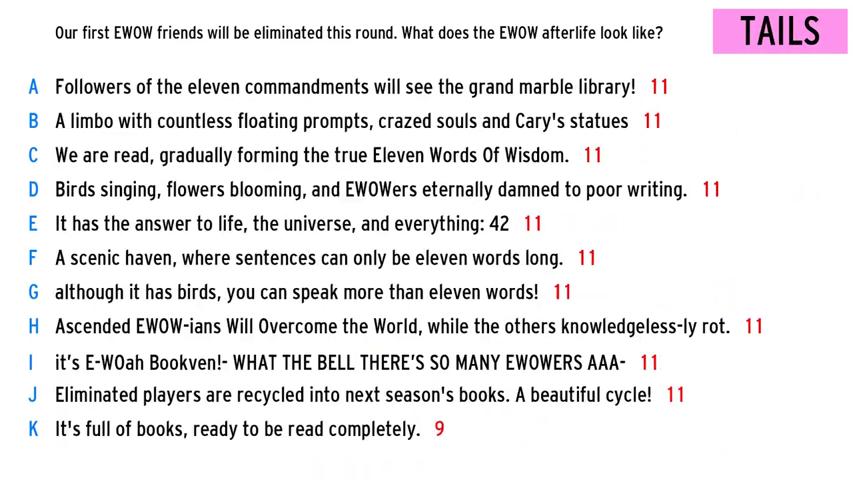 Our first EWOW friends will be eliminated this round. What does the EWOW afterlife look like?
TAILS
A Followers of the eleven commandments will see the grand marble library! 11
B A limbo with countless floating prompts, crazed souls and Cary's statues 11
C We are read, gradually forming the true Eleven Words Of Wisdom. 11
D Birds singing, flowers blooming, and EWOWers eternally damned to poor writing. 11
E It has the answer to life, the universe, and everything: 42 11
F A scenic haven, where sentences can only be eleven words long. 11
G although it has birds, you can speak more than eleven words! 11
H Ascended EWOW-ians Will Overcome the World, while the others knowledgeless-ly rot. 11
I it’s E-WOah Bookven!- WHAT THE BELL THERE’S SO MANY EWOWERS AAA- 11
J Eliminated players are recycled into next season's books. A beautiful cycle! 11
K It's full of books, ready to be read completely. 9